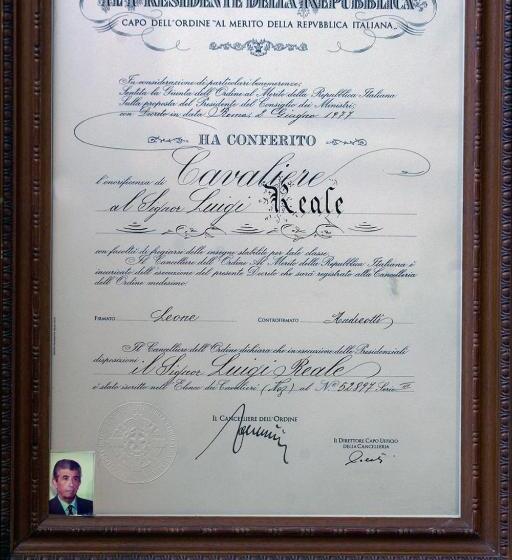 IL PRESIDENTE DELLA REPUBBLICA
CAPO DELL'ORDINE "AL MERITO DELLA REPVBBLICA ITALIANA
In considerazione di particolari benemerenze;
Sentita la Giunta dell'Ordine al Merito della Repubblica Italiana
Sulla proposta del Presidente del Consiglio dei Ministri;
con Decreto in data Roma, 2 Giugno 1977
HA CONFERITO
l'onorificenza di Cavaliere
al Signor Luigi Reale
con facoltà di fregiarsi delle insegne stabilite per tale classe.
Il Cancelliere dell'Ordine Al Merito della Repubblica Italiana è
incaricato dell'esecuzione del presente Decreto che sarà registrato alla Cancelleria
dell'Ordine medesimo.
FIRMATO Leone CONTROFIRMATO Andreotti
Il Cancelliere dell'Ordine dichiara che in esecuzione delle Presidenziali
disposizioni il Signor Luigi Reale
è stato iscritto nell'Elenco dei Cavalieri (Naz.) al N° 52897 Serie
IL CANCELLIERE DELL'ORDINE
IL DIRETTORE CAPO UFFICIO
DELLA CANCELLERIA